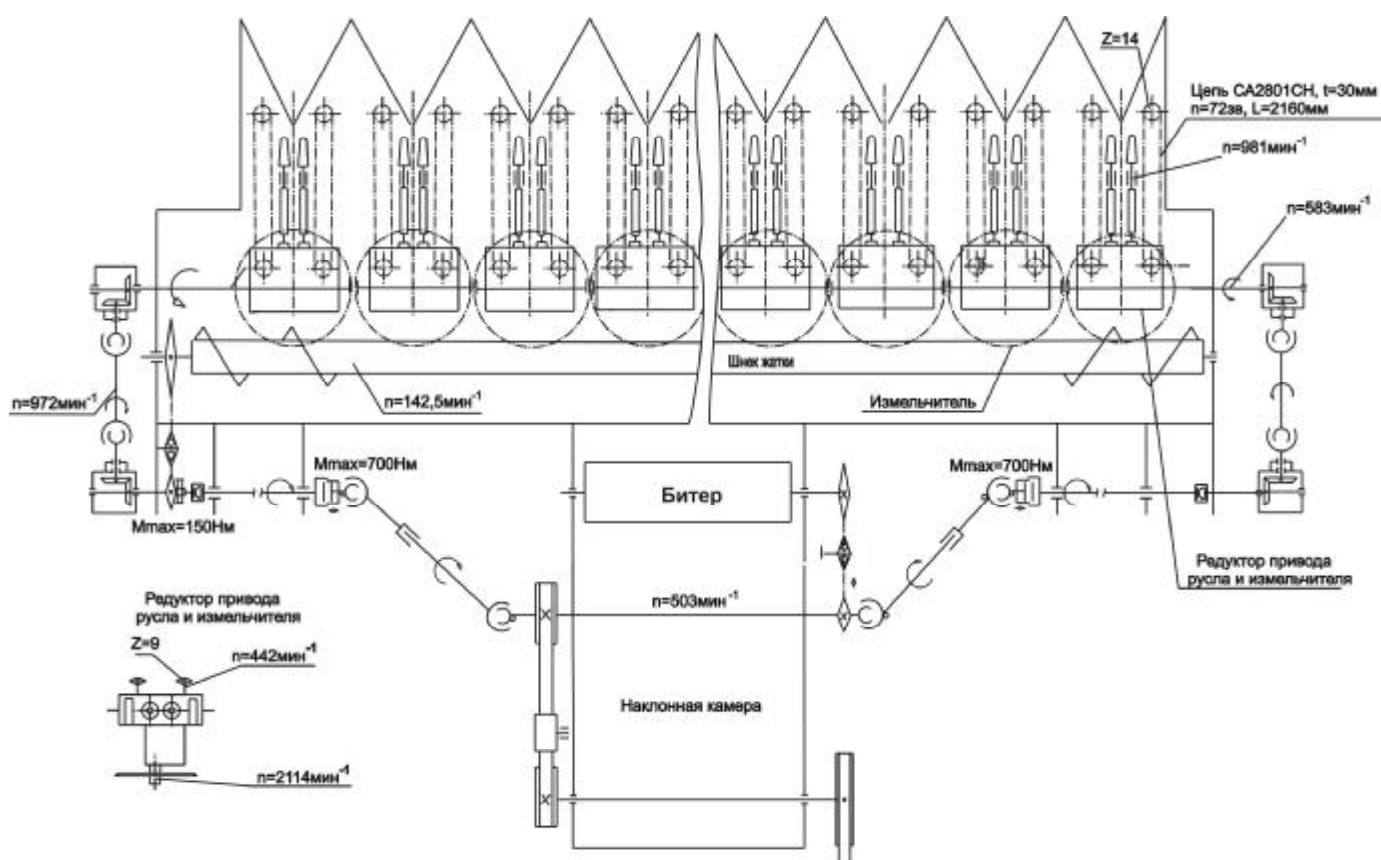 Z=14
Цепь CA2801CH, t=30мм
n=72зв, L=2160мм
n=981мин⁻¹
n=583мин⁻¹
Шнек жатки
n=972мин⁻¹
n=142,5мин⁻¹
Измельчитель
Mmax=700Нм
Mmax=700Нм
Битер
Mmax=150Нм
Редуктор привода
русла и измельчителя
Редуктор привода
русла и измельчителя
n=503мин⁻¹
Z=9
n=442мин⁻¹
Наклонная камера
n=2114мин⁻¹